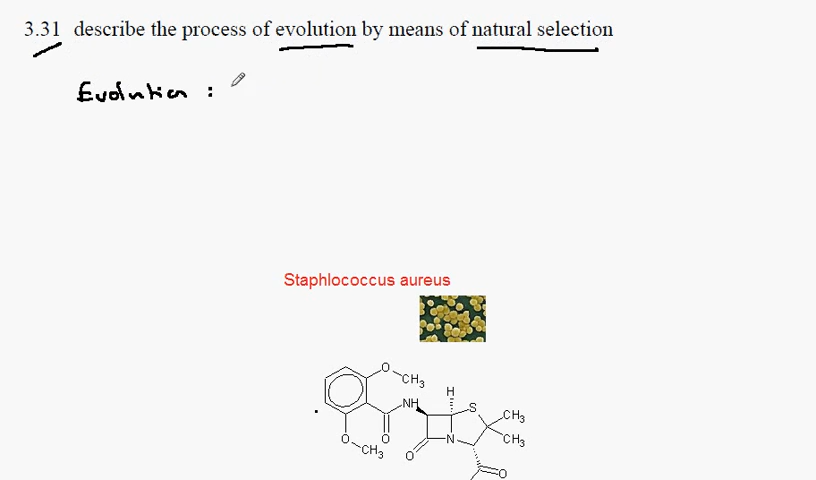 3.31 describe the process of evolution by means of natural selection
Evolution :
Staphlococcus aureus
O
CH3
H
NH
S
CH3
O
O
N
CH3
CH3
O
O